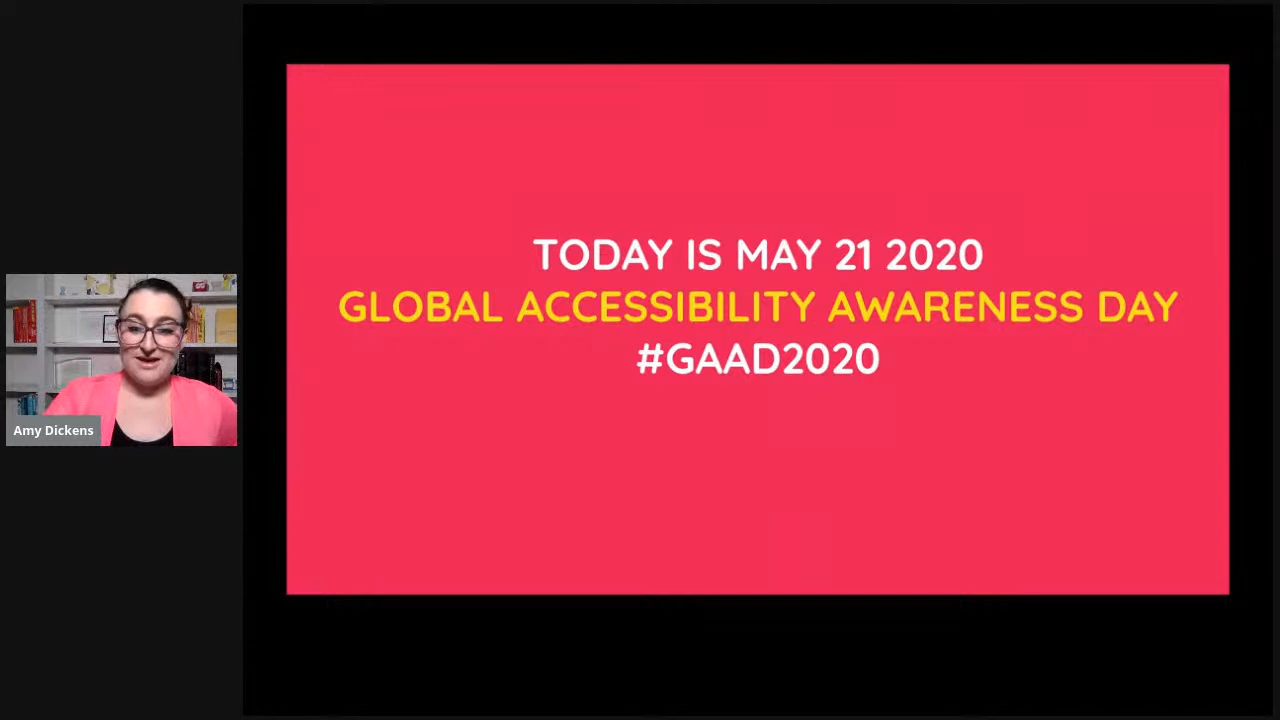 TODAY IS MAY 21 2020
GLOBAL ACCESSIBILITY AWARENESS DAY
#GAAD2020
Amy Dickens